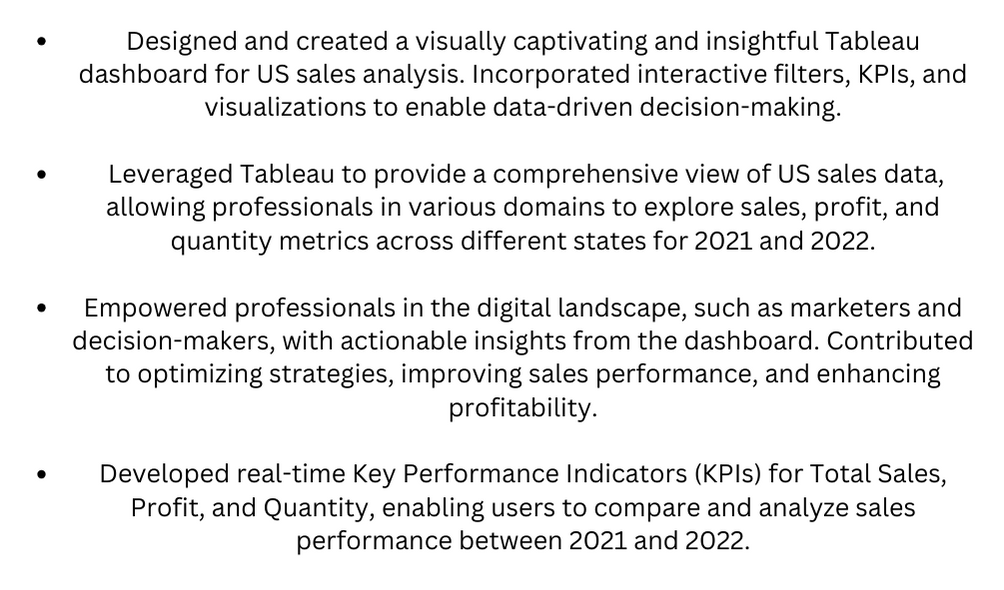 • Designed and created a visually captivating and insightful Tableau
dashboard for US sales analysis. Incorporated interactive filters, KPIs, and
visualizations to enable data-driven decision-making.
• Leveraged Tableau to provide a comprehensive view of US sales data,
allowing professionals in various domains to explore sales, profit, and
quantity metrics across different states for 2021 and 2022.
• Empowered professionals in the digital landscape, such as marketers and
decision-makers, with actionable insights from the dashboard. Contributed
to optimizing strategies, improving sales performance, and enhancing
profitability.
• Developed real-time Key Performance Indicators (KPIs) for Total Sales,
Profit, and Quantity, enabling users to compare and analyze sales
performance between 2021 and 2022.